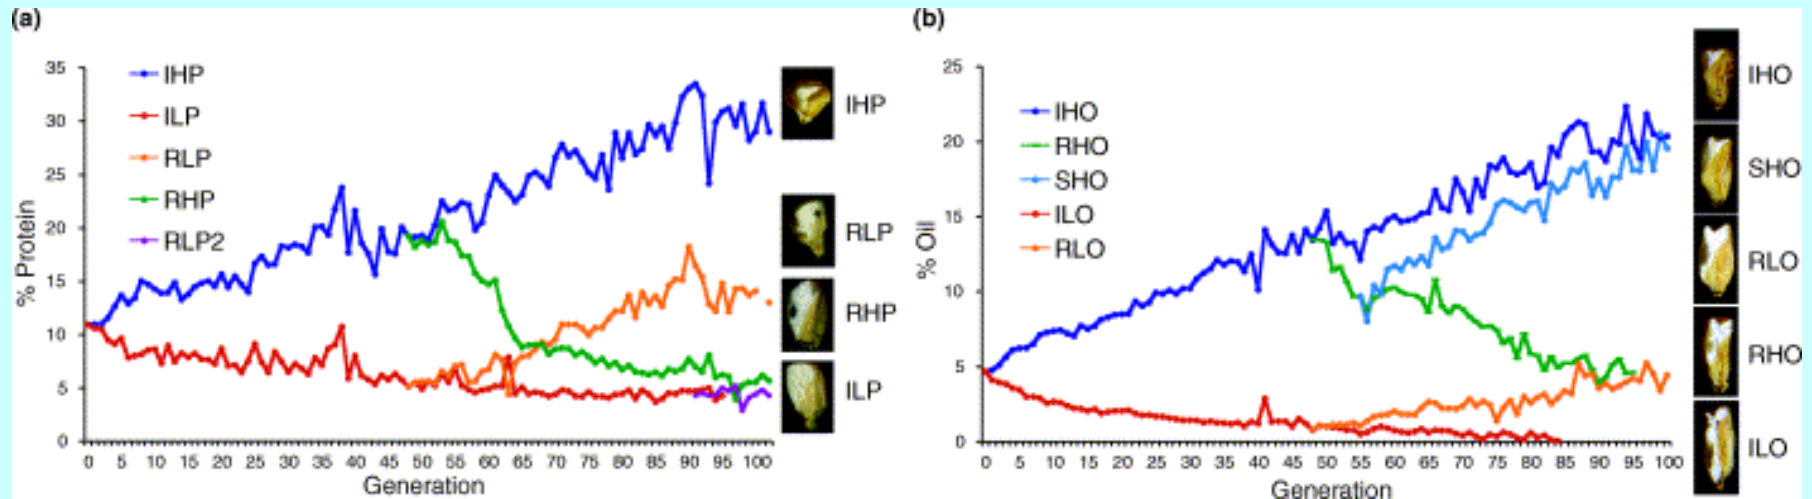 (a)
35
30
25
20
15
10
5
0
% Protein
IHP
ILP
RLP
RHP
RLP2
0 5 10 15 20 25 30 35 40 45 50 55 60 65 70 75 80 85 90 95 100
Generation
IHP
RLP
RHP
ILP
(b)
25
20
15
10
5
0
% Oil
IHO
RHO
SHO
ILO
RLO
0 5 10 15 20 25 30 35 40 45 50 55 60 65 70 75 80 85 90 95 100
Generation
IHO
SHO
RLO
RHO
ILO